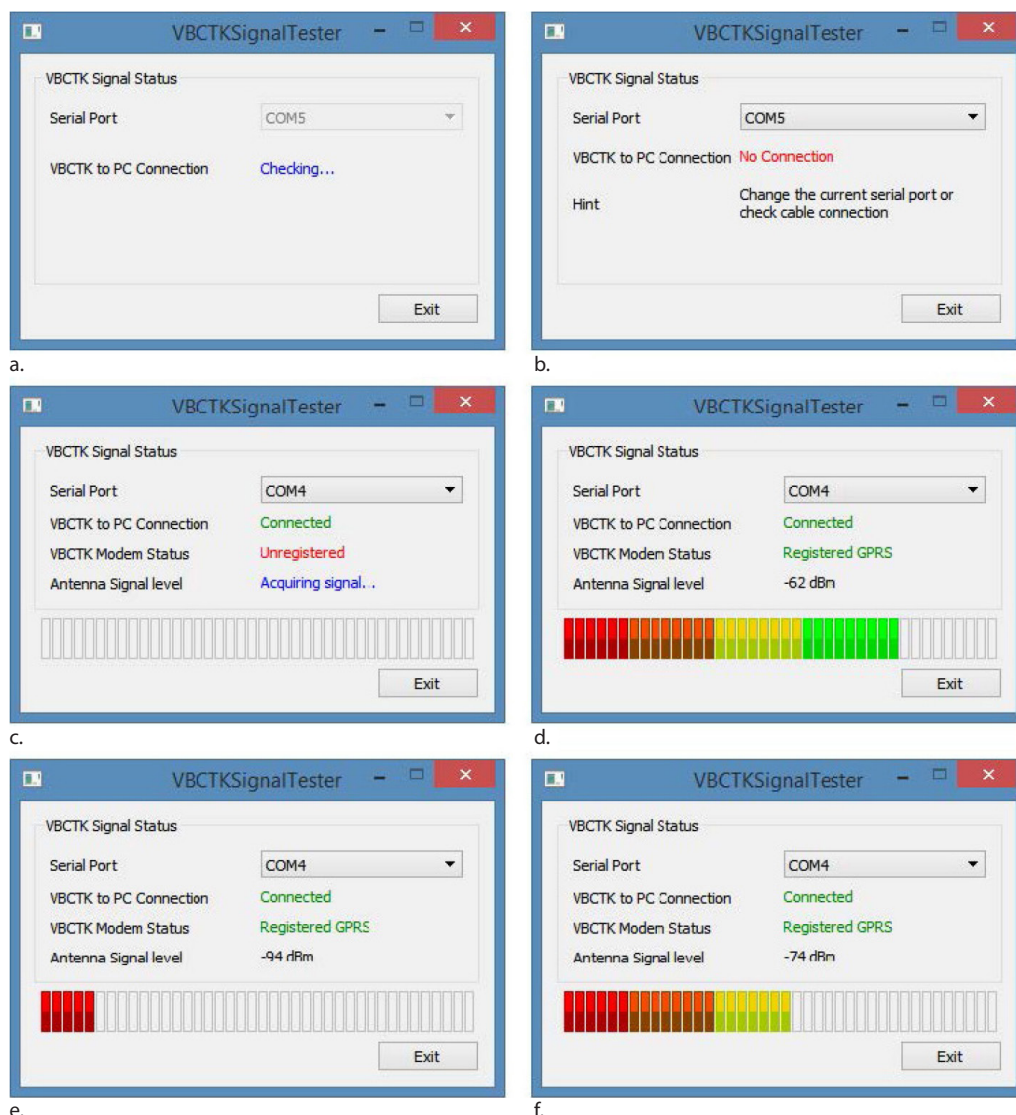 VBCTKSignalTester
VBCTK Signal Status
Serial Port COM5
VBCTK to PC Connection Checking...
Exit
a.
VBCTKSignalTester
VBCTK Signal Status
Serial Port COM5
VBCTK to PC Connection No Connection
Hint Change the current serial port or
check cable connection
Exit
b.
VBCTKSignalTester
VBCTK Signal Status
Serial Port COM4
VBCTK to PC Connection Connected
VBCTK Modem Status Unregistered
Antenna Signal level Acquiring signal...
Exit
c.
VBCTKSignalTester
VBCTK Signal Status
Serial Port COM4
VBCTK to PC Connection Connected
VBCTK Modem Status Registered GPRS
Antenna Signal level -62 dBm
Exit
d.
VBCTKSignalTester
VBCTK Signal Status
Serial Port COM4
VBCTK to PC Connection Connected
VBCTK Modem Status Registered GPRS
Antenna Signal level -94 dBm
Exit
e.
VBCTKSignalTester
VBCTK Signal Status
Serial Port COM4
VBCTK to PC Connection Connected
VBCTK Modem Status Registered GPRS
Antenna Signal level -74 dBm
Exit
f.